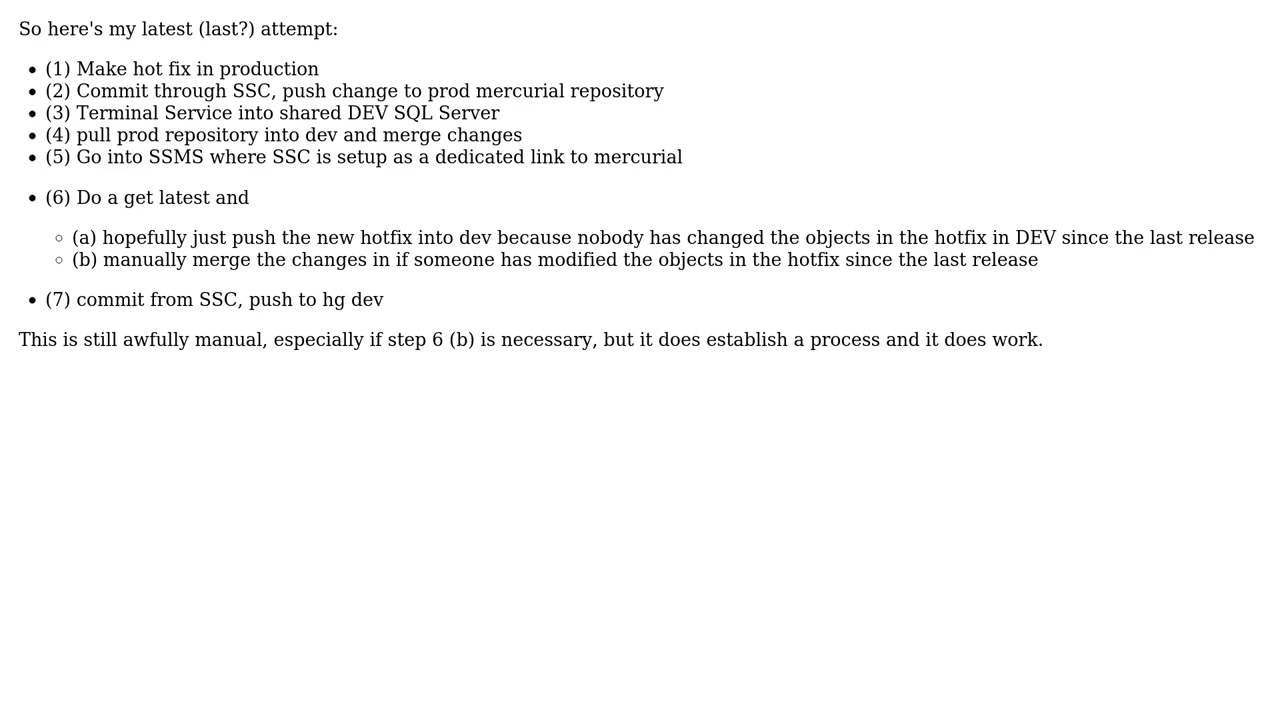 So here's my latest (last?) attempt:
• (1) Make hot fix in production
• (2) Commit through SSC, push change to prod mercurial repository
• (3) Terminal Service into shared DEV SQL Server
• (4) pull prod repository into dev and merge changes
• (5) Go into SSMS where SSC is setup as a dedicated link to mercurial
• (6) Do a get latest and
◦ (a) hopefully just push the new hotfix into dev because nobody has changed the objects in the hotfix in DEV since the last release
◦ (b) manually merge the changes in if someone has modified the objects in the hotfix since the last release
• (7) commit from SSC, push to hg dev
This is still awfully manual, especially if step 6 (b) is necessary, but it does establish a process and it does work.